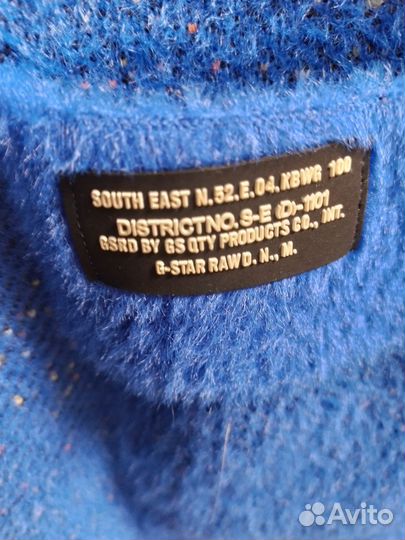 SOUTH EAST N.52.E.04.KBWG 100
DISTRICTNO. S-E (D)-1101
GSRD BY GS QTY PRODUCTS CO., INT.
G-STAR RAW D. N., M.
Avito